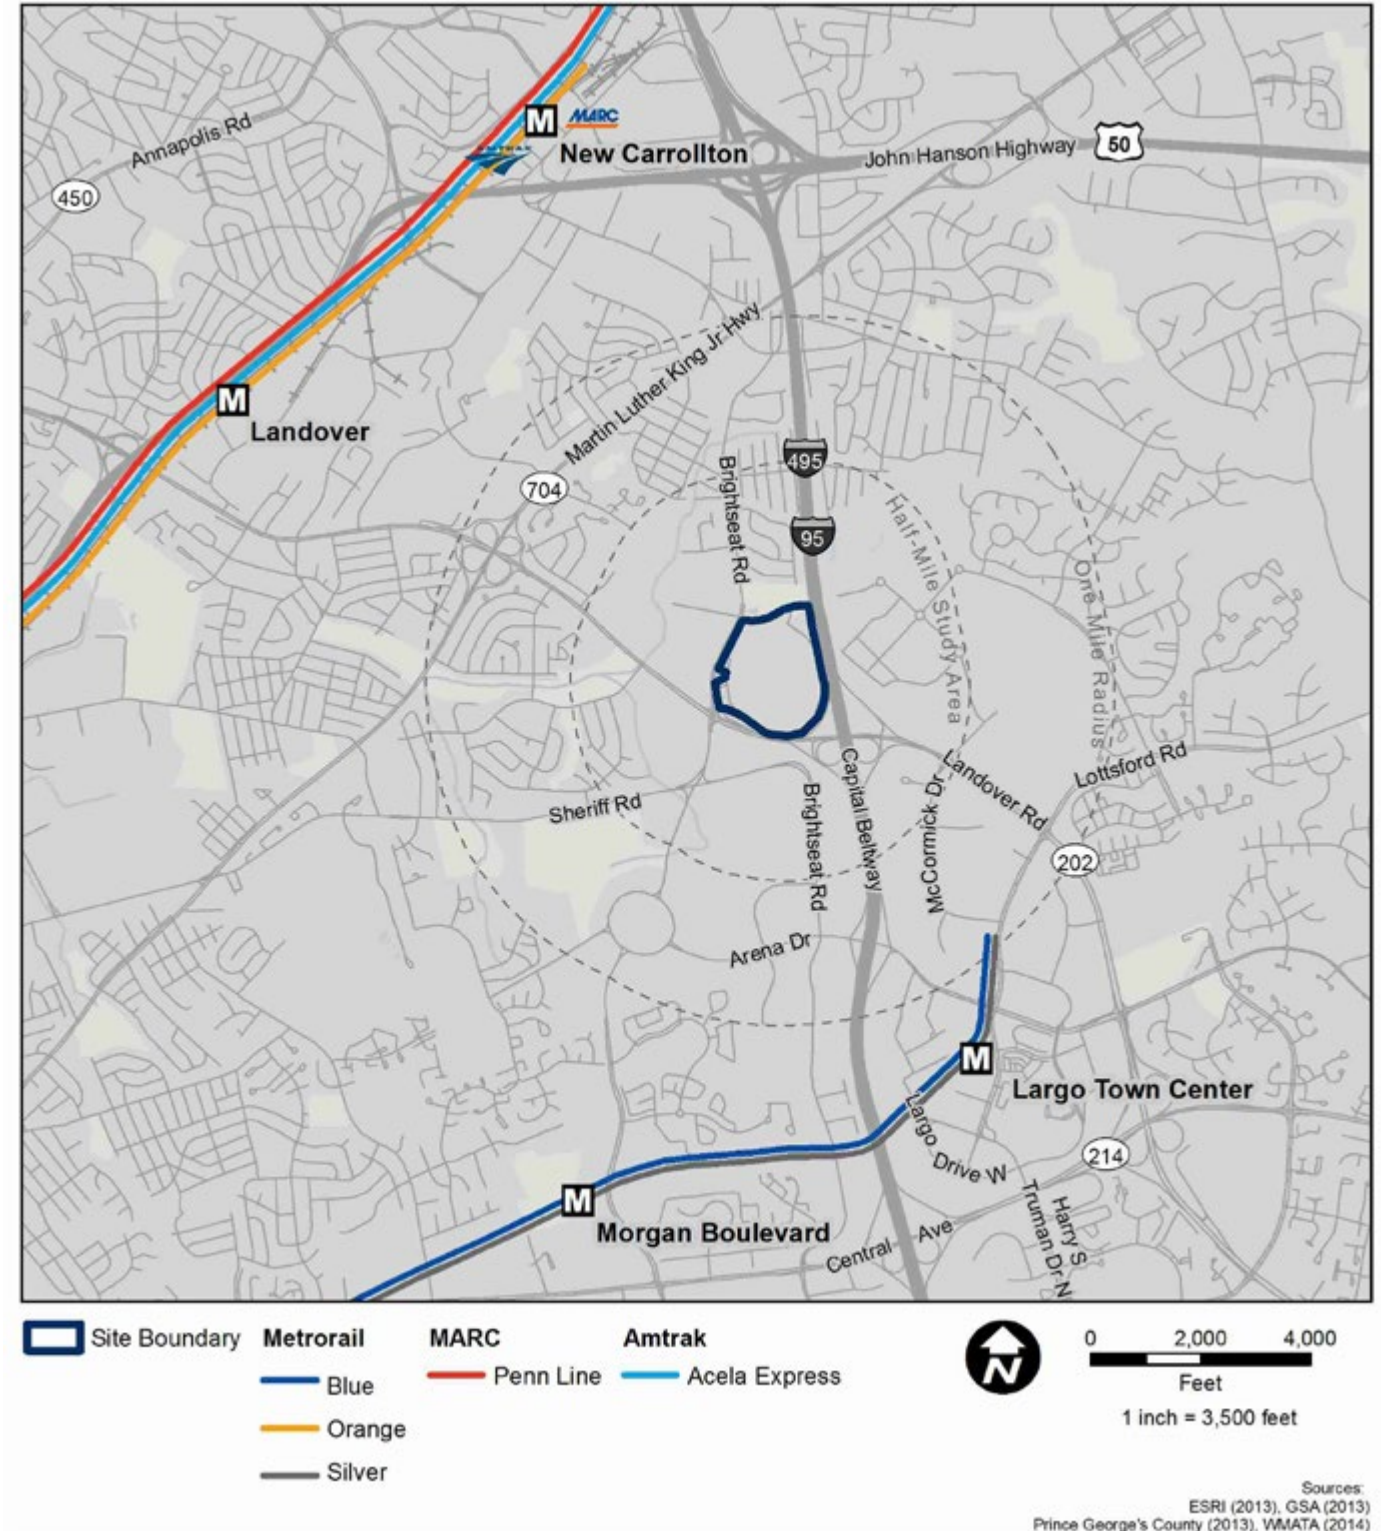 MARC
New Carrollton
AMTRAK
Annapolis Rd
450
John Hanson Highway
50
Landover
Martin Luther King Jr Hwy
704
495
95
Brightseat Rd
Half-Mile Study Area
One Mile Radius
Sheriff Rd
Brightseat Rd
Capital Beltway
McCormick Dr
Landover Rd
Lottsford Rd
202
Arena Dr
M
M
M
M
Largo Town Center
Largo
Drive W
214
Morgan Boulevard
Central Ave
Harry S
Truman Dr N
Site Boundary
Metrorail
Blue
Orange
Silver
MARC
Penn Line
Amtrak
Acela Express
N
0 2,000 4,000
Feet
1 inch = 3,500 feet
Sources:
ESRI (2013), GSA (2013)
Prince George's County (2013), WMATA (2014)